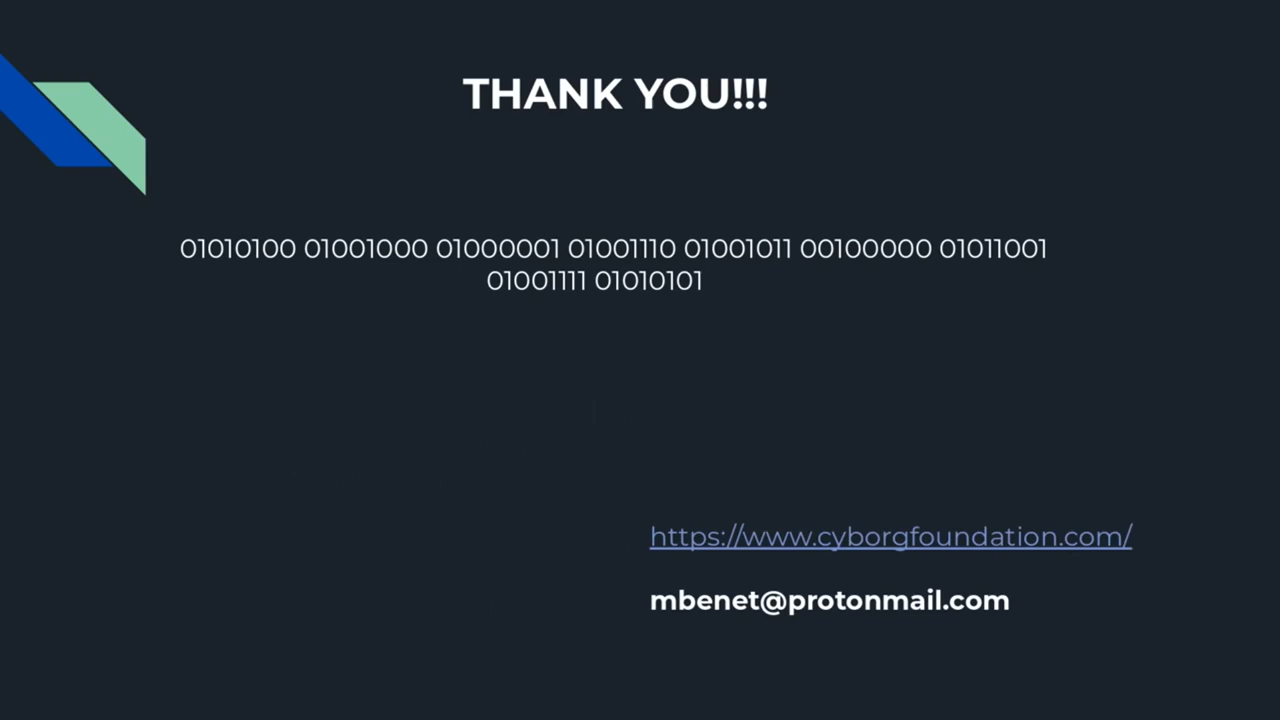 THANK YOU!!!
01010100 01001000 01000001 01001110 01001011 00100000 01011001
01001111 01010101
https://www.cyborgfoundation.com/
mbenet@protonmail.com